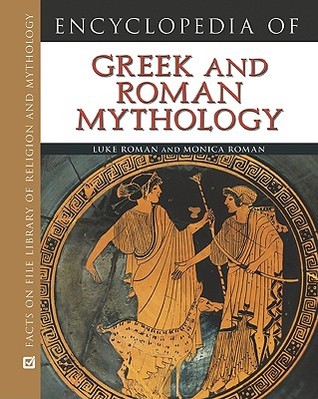 ENCYCLOPEDIA OF
GREEK AND
ROMAN
MYTHOLOGY
LUKE ROMAN AND MONICA ROMAN
FACTS ON FILE LIBRARY OF RELIGION AND MYTHOLOGY